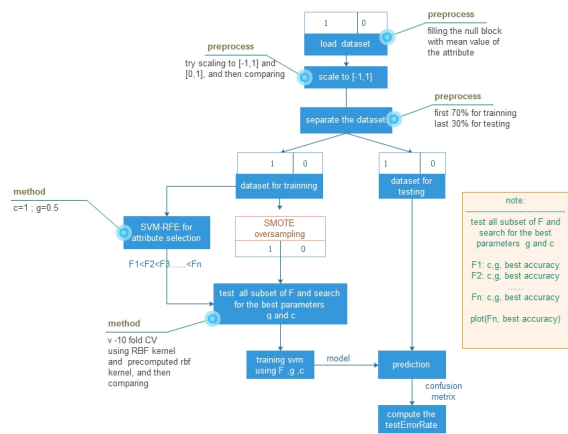 1 0
load dataset
preprocess
filling the null block
with mean value of
the attribute
preprocess
try scaling to [-1,1] and
[0,1], and then comparing
scale to [-1,1]
preprocess
first 70% for trainning
last 30% for testing
separate the dataset
1 0
dataset for trainning
1 0
dataset for
testing
method
c=1 ; g=0.5
SVM-RFE for
attribute selection
SMOTE
oversampling
1 0
F1<F2<F3......<Fn
test all subset of F and search
for the best parameters
g and c
method
v -10 fold CV
using RBF kernel
and precomputed rbf
kernel, and then
comparing
training svm
using F ,g ,c
model
prediction
confusion
metrix
compute the
testErrorRate
note:
------------------------------
test all subset of F and
search for the best
parameters g and c
F1: c,g, best accuracy
F2: c,g, best accuracy
......
Fn: c,g, best accuracy
plot(Fn, best accuracy)